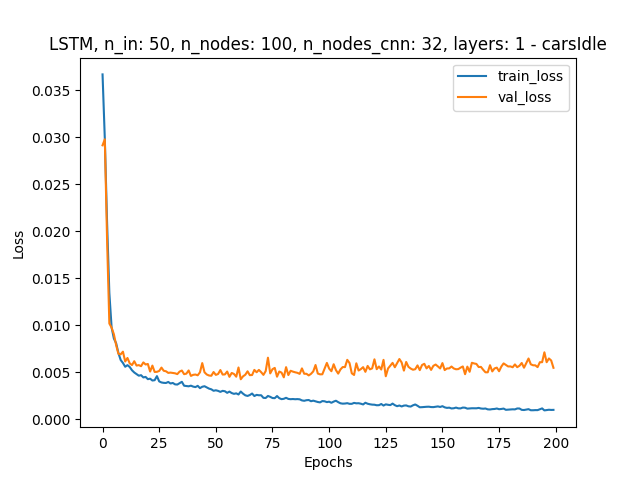 LSTM, n_in: 50, n_nodes: 100, n_nodes_cnn: 32, layers: 1 - carsIdle
train_loss
val_loss
0.035
0.030
0.025
0.020
0.015
0.010
0.005
0.000
Loss
0 25 50 75 100 125 150 175 200
Epochs